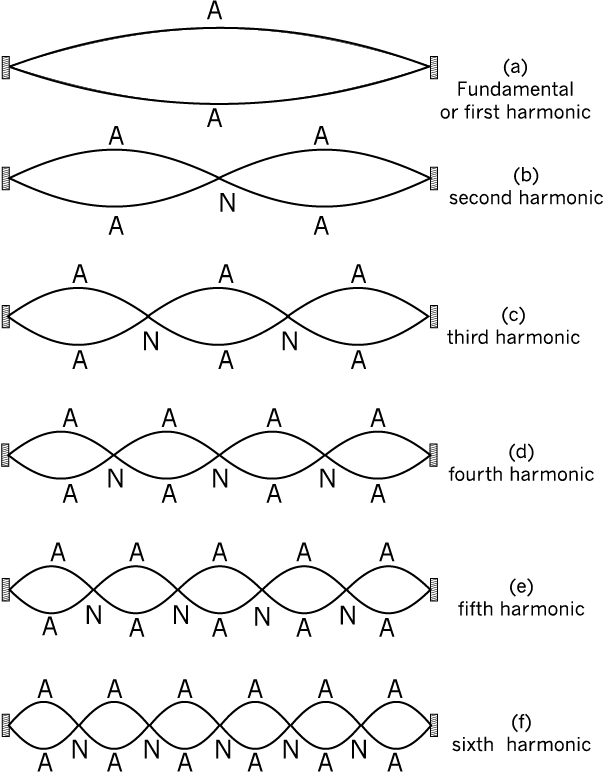 A
(a)
Fundamental
or first harmonic
A
A A
(b)
second harmonic
N
A A
A A A
(c)
third harmonic
N N
A A A
A A A A
(d)
fourth harmonic
A N A N A N A
A A A A A
(e)
fifth harmonic
N N N N
A A A A A
A A A A A A
(f)
sixth harmonic
N N N N N
A A A A A A